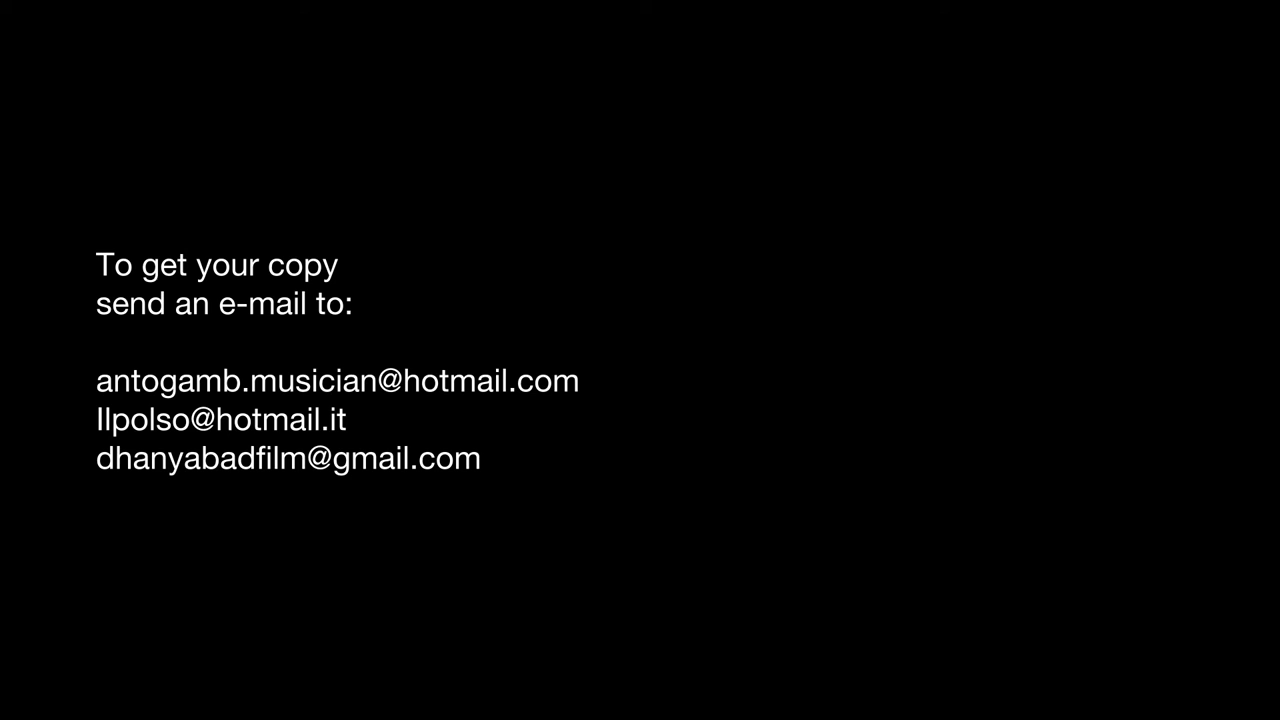 To get your copy
send an e-mail to:
antogamb.musician@hotmail.com
Ilpolso@hotmail.it
dhanyabadfilm@gmail.com